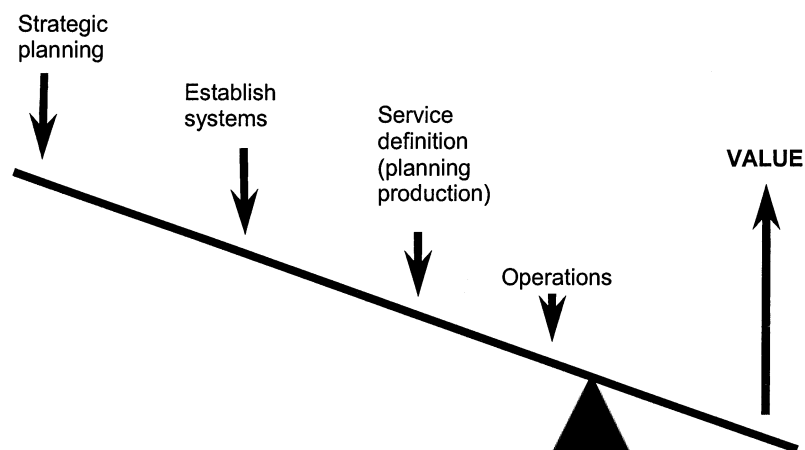 Strategic
planning
Establish
systems
Service
definition
(planning
production)
VALUE
Operations